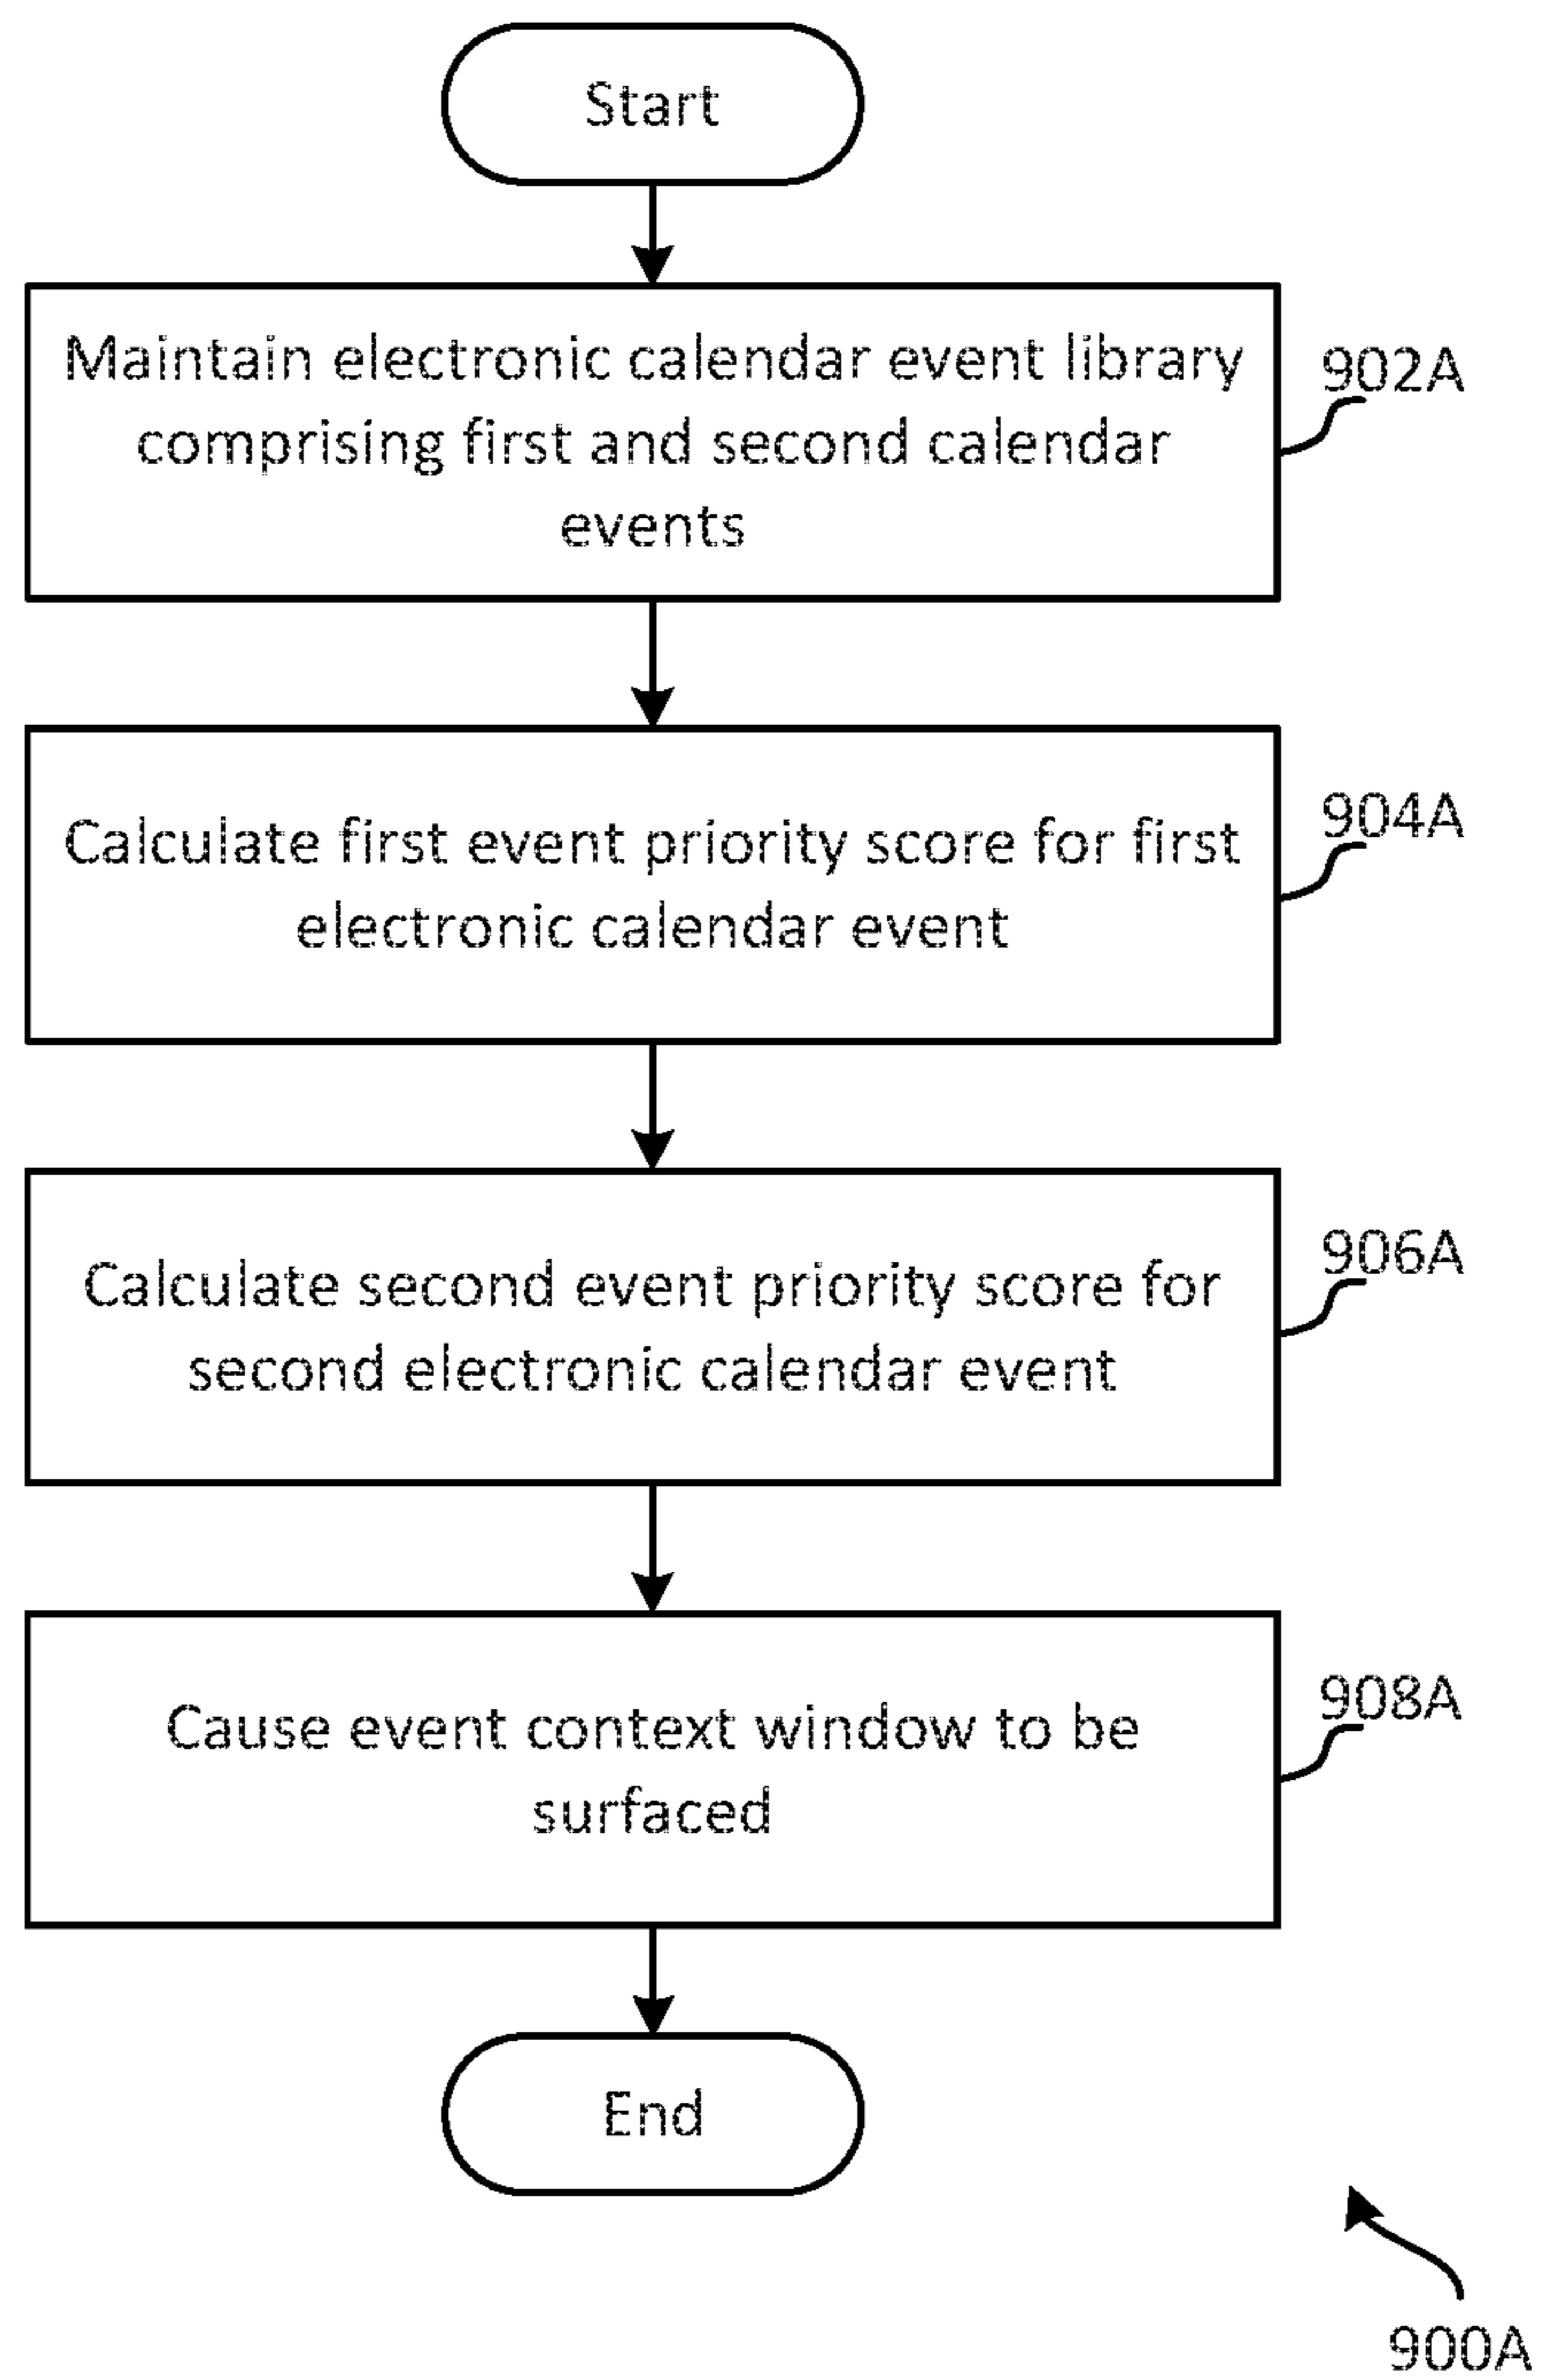 Start
Maintain electronic calendar event library
comprising first and second calendar
events
902A
Calculate first event priority score for first
electronic calendar event
904A
Calculate second event priority score for
second electronic calendar event
906A
Cause event context window to be
surfaced
908A
End
900A